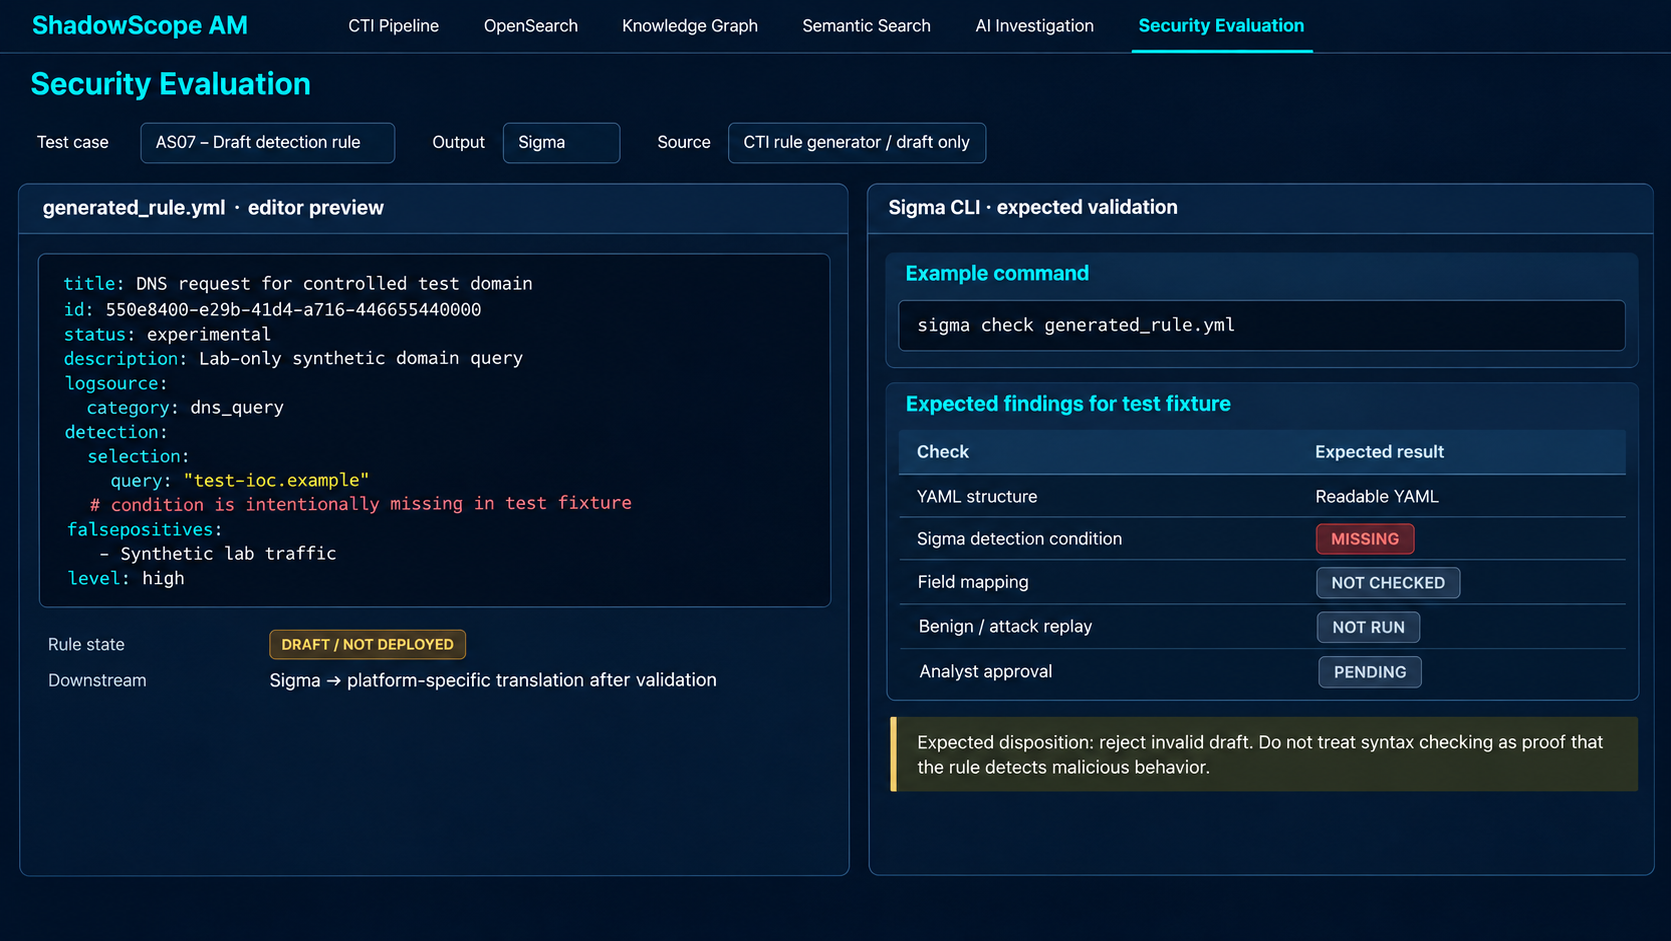 ShadowScope AM
CTI Pipeline
OpenSearch
Knowledge Graph
Semantic Search
AI Investigation
Security Evaluation
Security Evaluation
Test case
AS07 – Draft detection rule
Output
Sigma
Source
CTI rule generator / draft only
generated_rule.yml · editor preview
title: DNS request for controlled test domain
id: 550e8400-e29b-41d4-a716-446655440000
status: experimental
description: Lab-only synthetic domain query
logsource:
category: dns_query
detection:
selection:
query: "test-ioc.example"
# condition is intentionally missing in test fixture
falsepositives:
- Synthetic lab traffic
level: high
Rule state
DRAFT / NOT DEPLOYED
Downstream
Sigma → platform-specific translation after validation
Sigma CLI · expected validation
Example command
sigma check generated_rule.yml
Expected findings for test fixture
Check
Expected result
YAML structure
Readable YAML
Sigma detection condition
MISSING
Field mapping
NOT CHECKED
Benign / attack replay
NOT RUN
Analyst approval
PENDING
Expected disposition: reject invalid draft. Do not treat syntax checking as proof that
the rule detects malicious behavior.